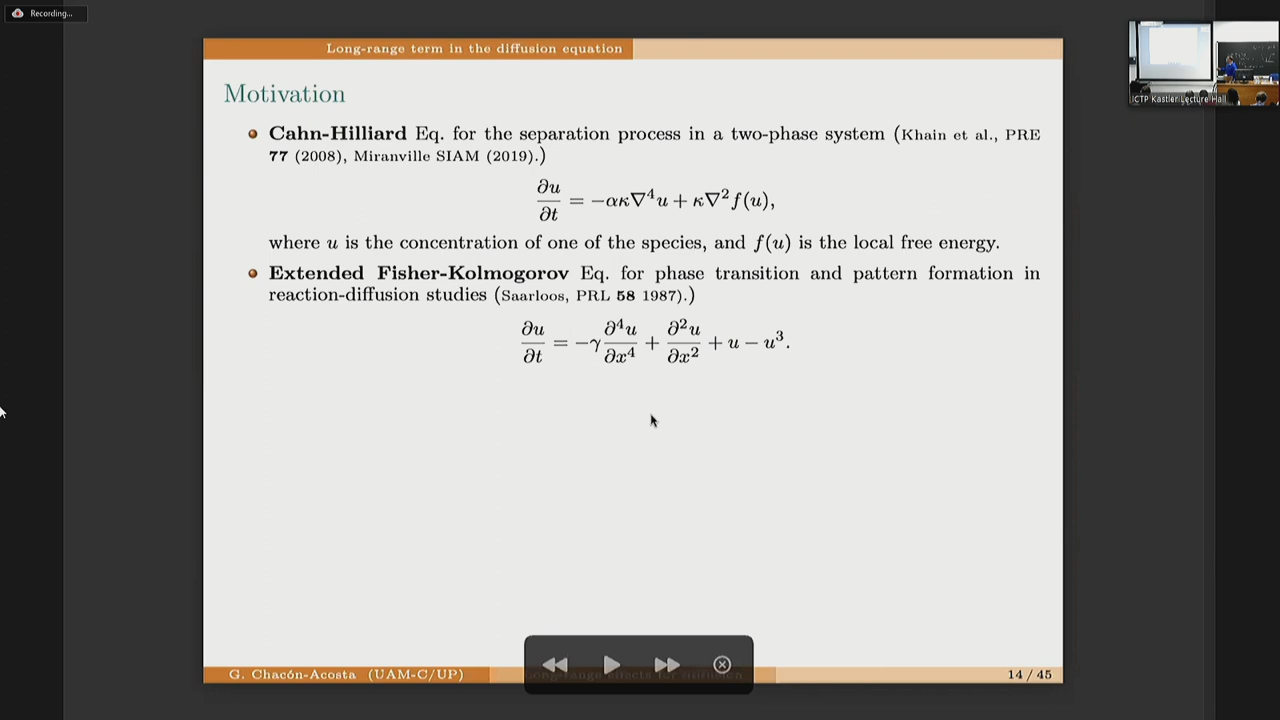 Recording...
Long-range term in the diffusion equation
Motivation
Cahn-Hilliard Eq. for the separation process in a two-phase system (Khain et al., PRE
77 (2008), Miranville SIAM (2019).)
∂u/∂t = −ακ∇⁴u + κ∇²f(u),
where u is the concentration of one of the species, and f(u) is the local free energy.
Extended Fisher-Kolmogorov Eq. for phase transition and pattern formation in
reaction-diffusion studies (Saarloos, PRL 58 1987).)
∂u/∂t = −γ ∂⁴u/∂x⁴ + ∂²u/∂x² + u − u³.
G. Chacón-Acosta (UAM-C/UP)
14 / 45
ICTP Kastler Lecture Hall